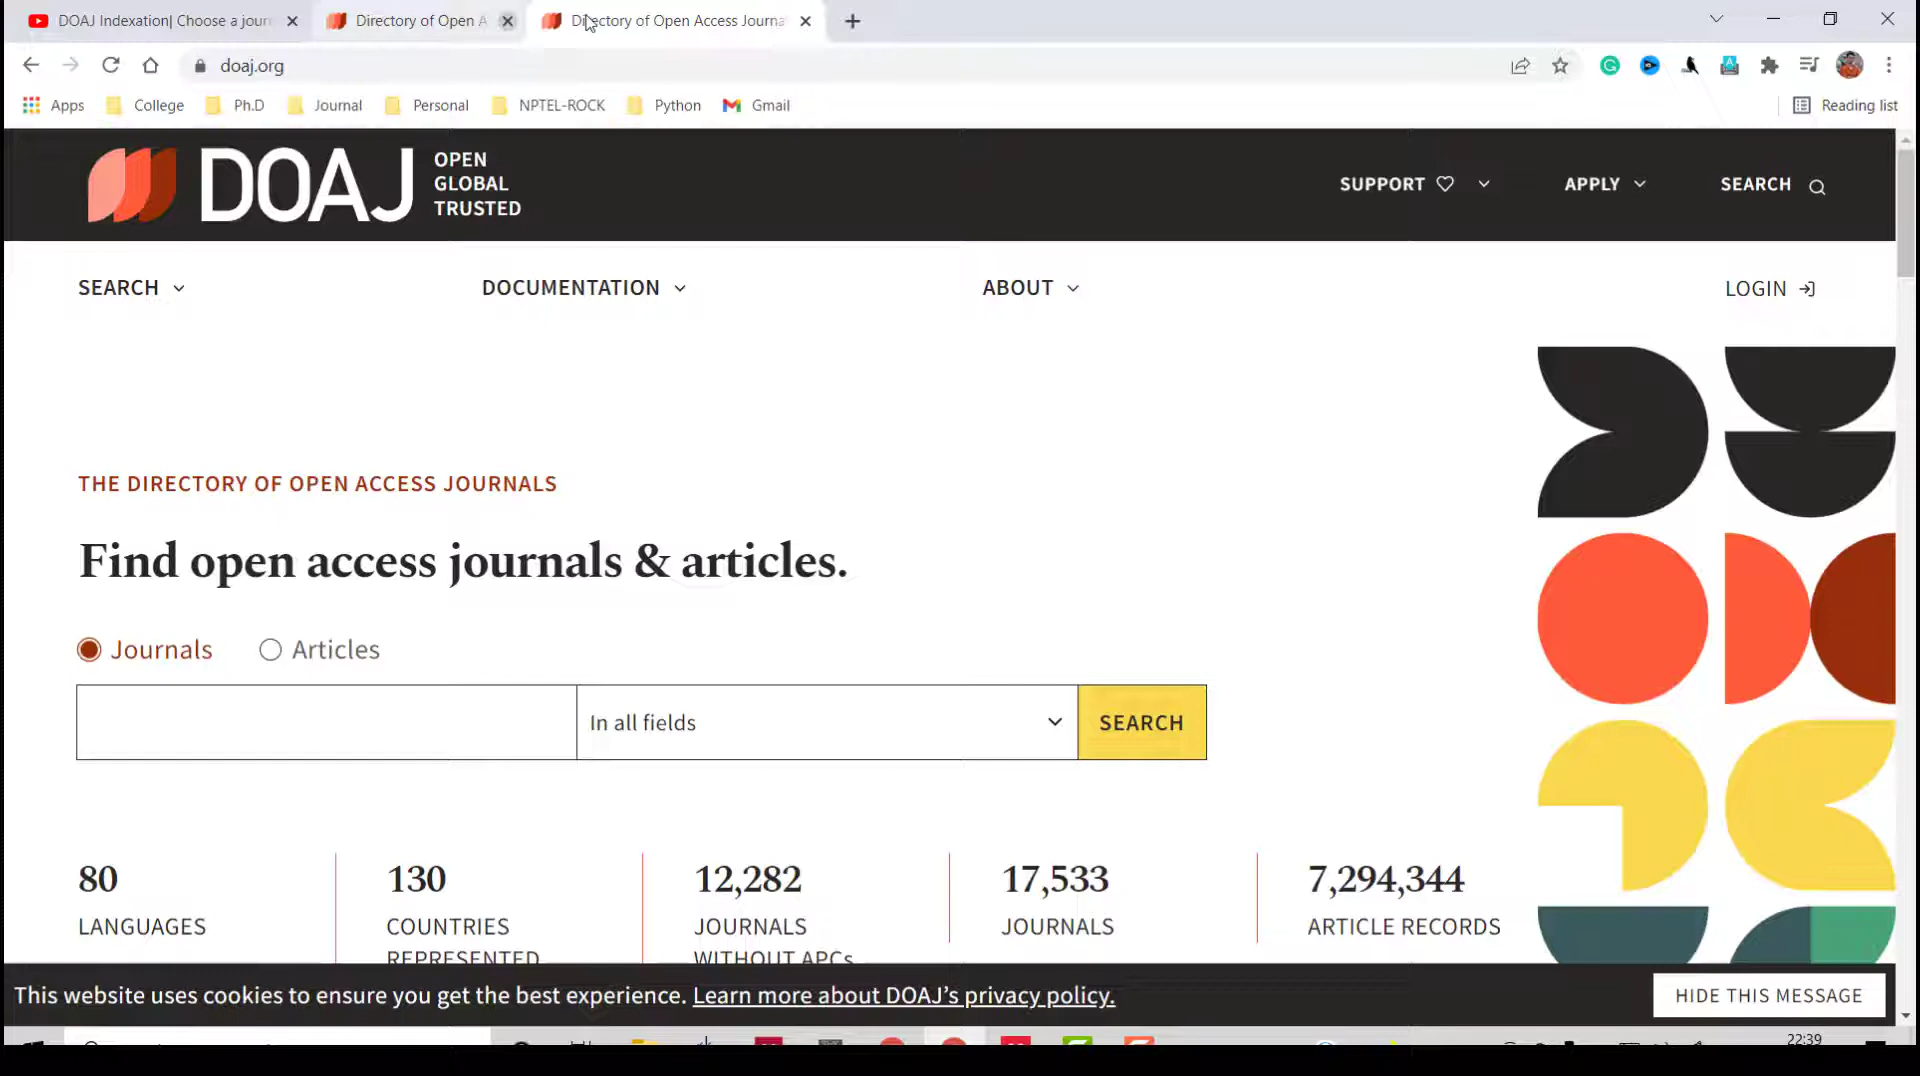 DOAJ Indexation| Choose a jour
Directory of Open A
Directory of Open Access Journa
doaj.org
Apps
College
Ph.D
Journal
Personal
NPTEL-ROCK
Python
Gmail
Reading list
DOAJ
OPEN
GLOBAL
TRUSTED
SUPPORT
APPLY
SEARCH
SEARCH
DOCUMENTATION
ABOUT
LOGIN
THE DIRECTORY OF OPEN ACCESS JOURNALS
Find open access journals & articles.
Journals
Articles
In all fields
SEARCH
80
LANGUAGES
130
COUNTRIES
REPRESENTED
12,282
JOURNALS
WITHOUT APCs
17,533
JOURNALS
7,294,344
ARTICLE RECORDS
This website uses cookies to ensure you get the best experience. Learn more about DOAJ's privacy policy.
HIDE THIS MESSAGE
22:39